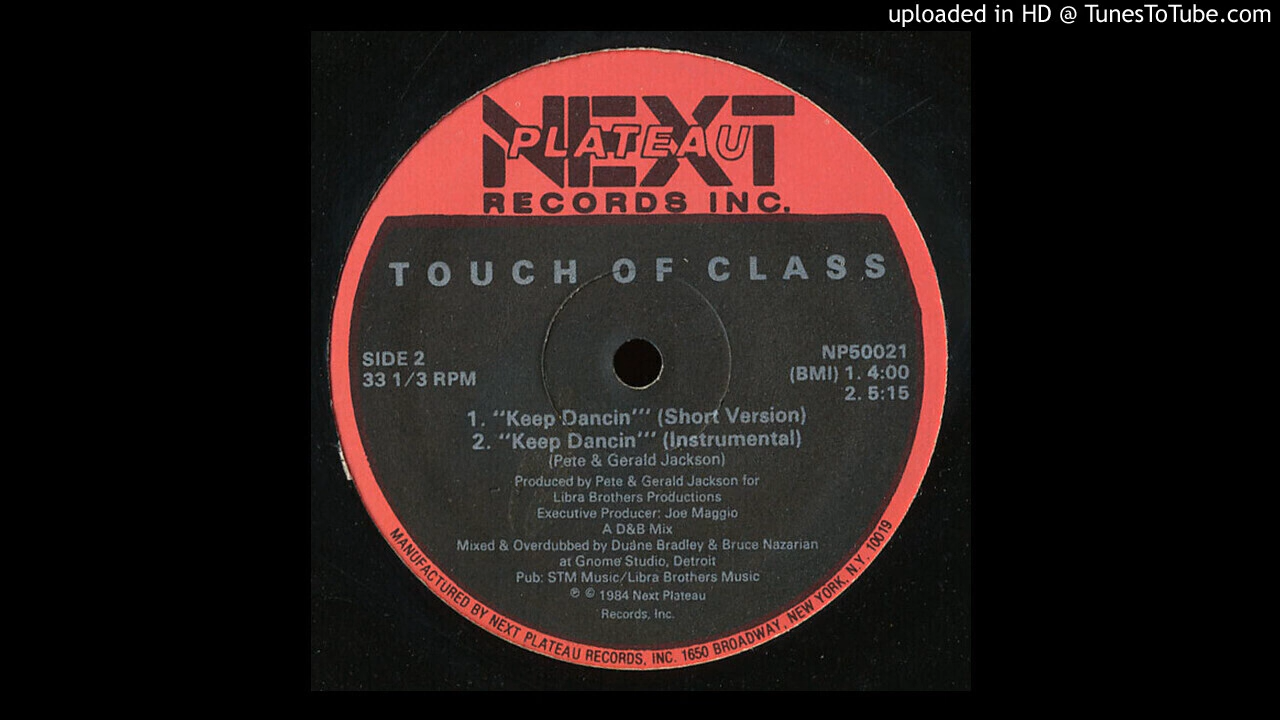 uploaded in HD @ TunesToTube.com
NEXT
PLATEAU
RECORDS INC.
TOUCH OF CLASS
SIDE 2
33 1/3 RPM
NP50021
(BMI) 1. 4:00
2. 5:15
1. "Keep Dancin'" (Short Version)
2. "Keep Dancin'" (Instrumental)
(Pete & Gerald Jackson)
Produced by Pete & Gerald Jackson for
Libra Brothers Productions
Executive Producer: Joe Maggio
A D&B Mix
Mixed & Overdubbed by Duane Bradley & Bruce Nazarian
at Gnome Studio, Detroit
Pub: STM Music/Libra Brothers Music
℗ © 1984 Next Plateau
Records, Inc.
MANUFACTURED BY NEXT PLATEAU RECORDS, INC. 1650 BROADWAY, NEW YORK, N.Y. 10019